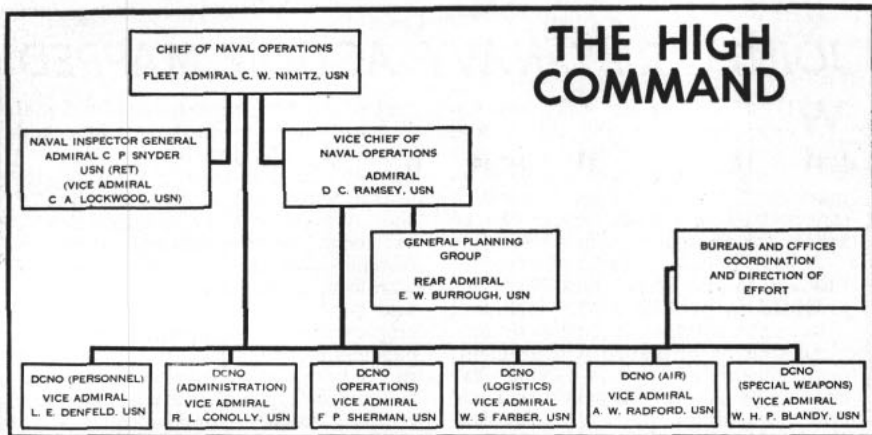 THE HIGH
COMMAND
CHIEF OF NAVAL OPERATIONS
FLEET ADMIRAL C. W. NIMITZ, USN
NAVAL INSPECTOR GENERAL
ADMIRAL C P SNYDER
USN (RET)
(VICE ADMIRAL
C A. LOCKWOOD, USN)
VICE CHIEF OF
NAVAL OPERATIONS
ADMIRAL
D C. RAMSEY, USN
GENERAL PLANNING
GROUP
REAR ADMIRAL
E. W. BURROUGH, USN
BUREAUS AND OFFICES
COORDINATION
AND DIRECTION OF
EFFORT
DCNO (PERSONNEL)
VICE ADMIRAL
L. E. DENFELD, USN
DCNO
(ADMINISTRATION)
VICE ADMIRAL
R L CONOLLY, USN
DCNO
(OPERATIONS)
VICE ADMIRAL
F P SHERMAN, USN
DCNO
(LOGISTICS)
VICE ADMIRAL
W. S FARBER, USN
DCNO (AIR)
VICE ADMIRAL
A. W. RADFORD, USN
DCNO
(SPECIAL WEAPONS)
VICE ADMIRAL
W. H. P. BLANDY, USN